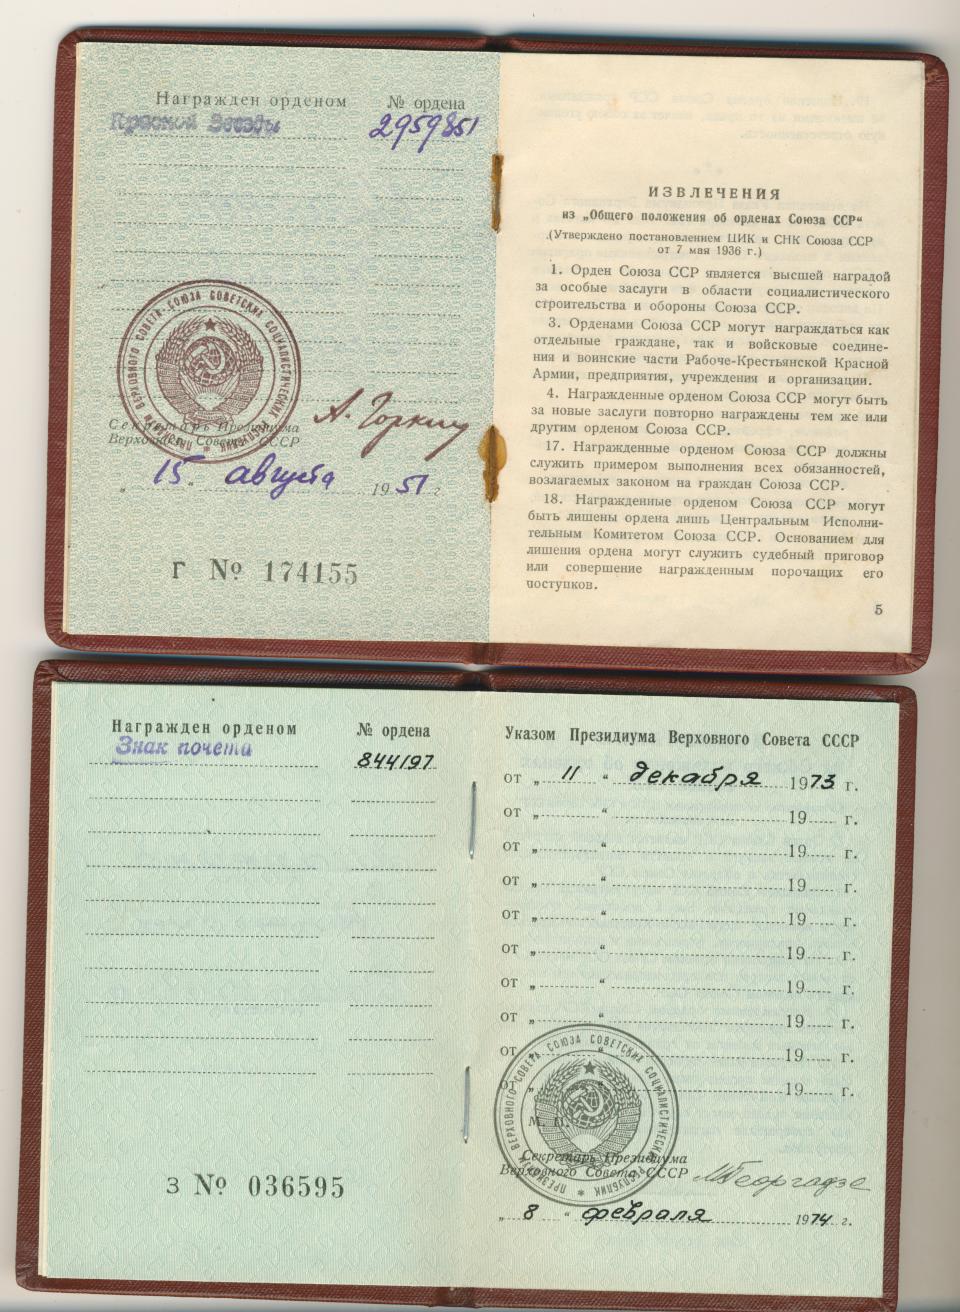 Награжден орденом № ордена
Красной Звезды 2959851
А. Горкин
Секретарь Президиума
Верховного Совета СССР
„ 15 “ августа 1951 г
Г № 174155
ИЗВЛЕЧЕНИЯ
из „Общего положения об орденах Союза ССР“
(Утверждено постановлением ЦИК и СНК Союза ССР
от 7 мая 1936 г.)
1. Орден Союза ССР является высшей наградой
за особые заслуги в области социалистического
строительства и обороны Союза ССР.
3. Орденами Союза ССР могут награждаться как
отдельные граждане, так и войсковые соедине-
ния и воинские части Рабоче-Крестьянской Красной
Армии, предприятия, учреждения и организации.
4. Награжденные орденом Союза ССР могут быть
за новые заслуги повторно награждены тем же или
другим орденом Союза ССР.
17. Награжденные орденом Союза ССР должны
служить примером выполнения всех обязанностей,
возлагаемых законом на граждан Союза ССР.
18. Награжденные орденом Союза ССР могут
быть лишены ордена лишь Центральным Исполни-
тельным Комитетом Союза ССР. Основанием для
лишения ордена могут служить судебный приговор
или совершение награжденным порочащих его
поступков.
5
Награжден орденом № ордена
Знак почета 844197
З № 036595
Указом Президиума Верховного Совета СССР
от „ 11 “ декабря 1973 г.
от „ “ 19 г.
от „ “ 19 г.
от „ “ 19 г.
от „ “ 19 г.
от „ “ 19 г.
от „ “ 19 г.
от „ “ 19 г.
от „ “ 19 г.
от „ “ 19 г.
ПРЕЗИДИУМ ВЕРХОВНОГО СОВЕТА СОЮЗА СОВЕТСКИХ СОЦИАЛИСТИЧЕСКИХ РЕСПУБЛИК
М. П.
Секретарь Президиума
Верховного Совета СССР М Георгадзе
„ 8 “ февраля 1974 г.